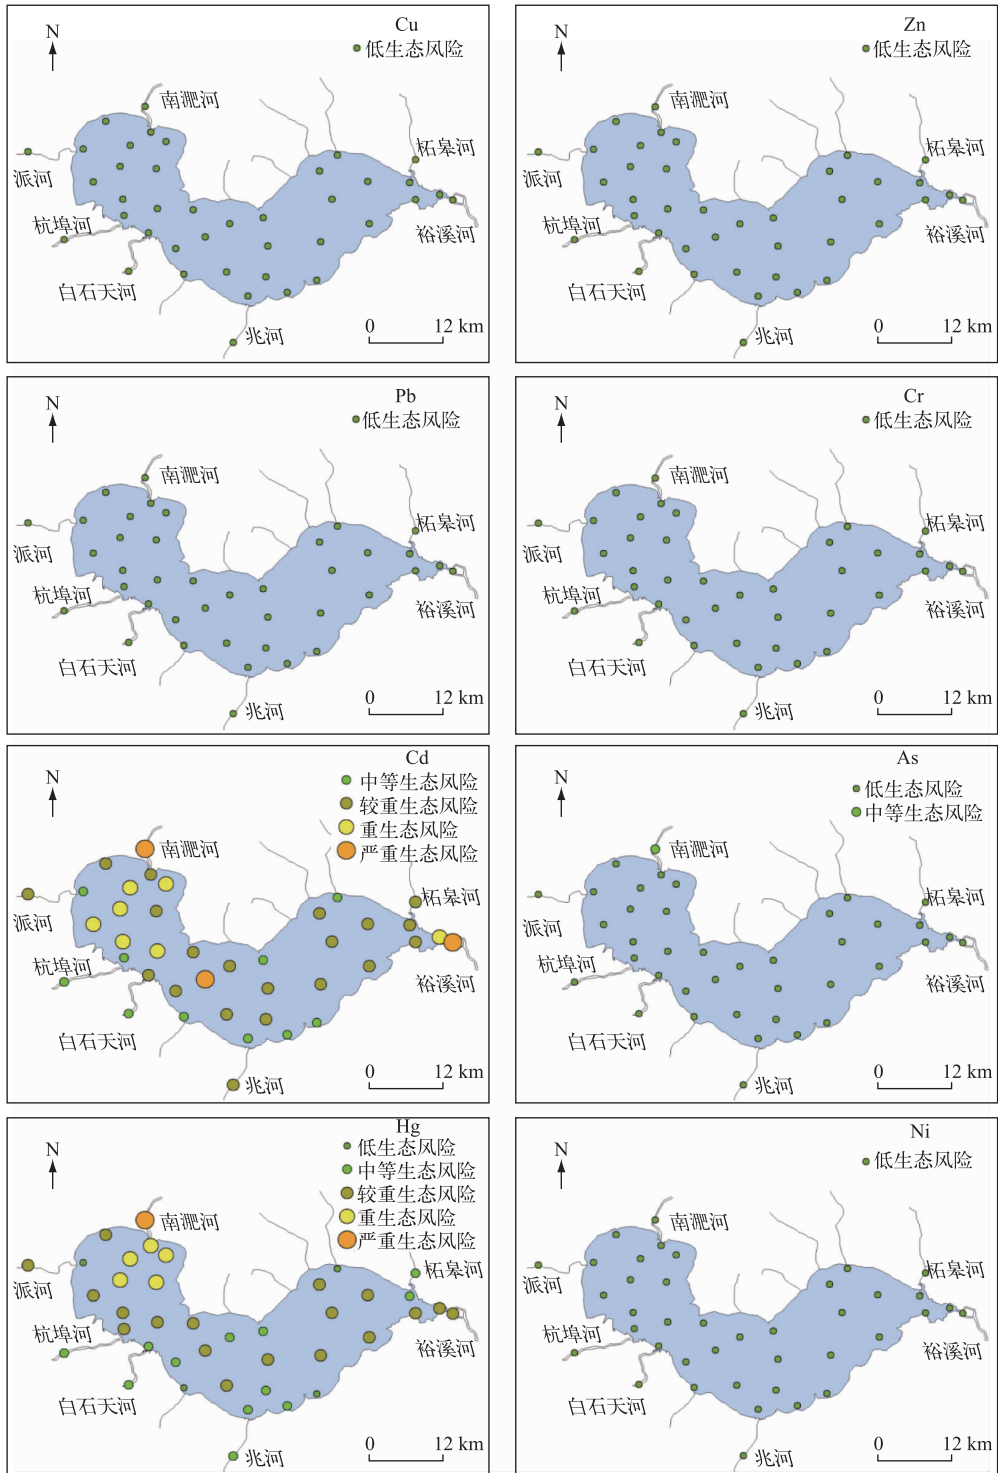 Cu
N
低生态风险
南淝河
柘皋河
派河
杭埠河
裕溪河
白石天河
0 12 km
兆河
Zn
N
低生态风险
南淝河
柘皋河
派河
杭埠河
裕溪河
白石天河
0 12 km
兆河
Pb
N
低生态风险
南淝河
柘皋河
派河
杭埠河
裕溪河
白石天河
0 12 km
兆河
Cr
N
低生态风险
南淝河
柘皋河
派河
杭埠河
裕溪河
白石天河
0 12 km
兆河
Cd
N
中等生态风险
较重生态风险
重生态风险
严重生态风险
南淝河
柘皋河
派河
杭埠河
裕溪河
白石天河
0 12 km
兆河
As
N
低生态风险
中等生态风险
南淝河
柘皋河
派河
杭埠河
裕溪河
白石天河
0 12 km
兆河
Hg
N
低生态风险
中等生态风险
较重生态风险
重生态风险
严重生态风险
南淝河
柘皋河
派河
杭埠河
裕溪河
白石天河
0 12 km
兆河
Ni
N
低生态风险
南淝河
柘皋河
派河
杭埠河
裕溪河
白石天河
0 12 km
兆河